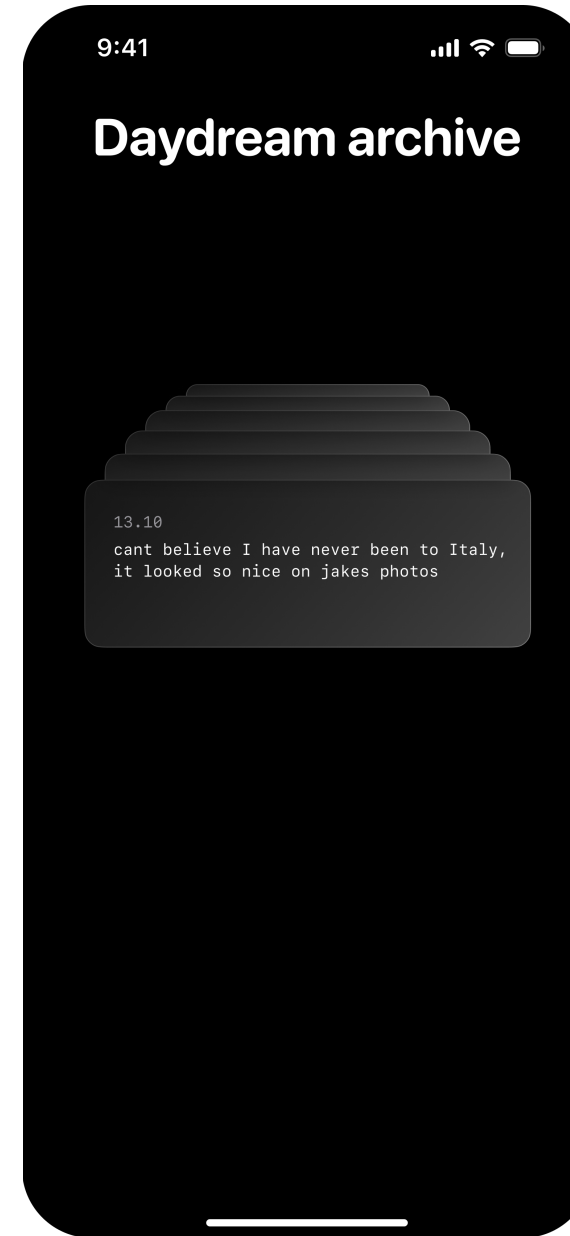 9:41
Daydream archive
13.10
cant believe I have never been to Italy,
it looked so nice on jakes photos